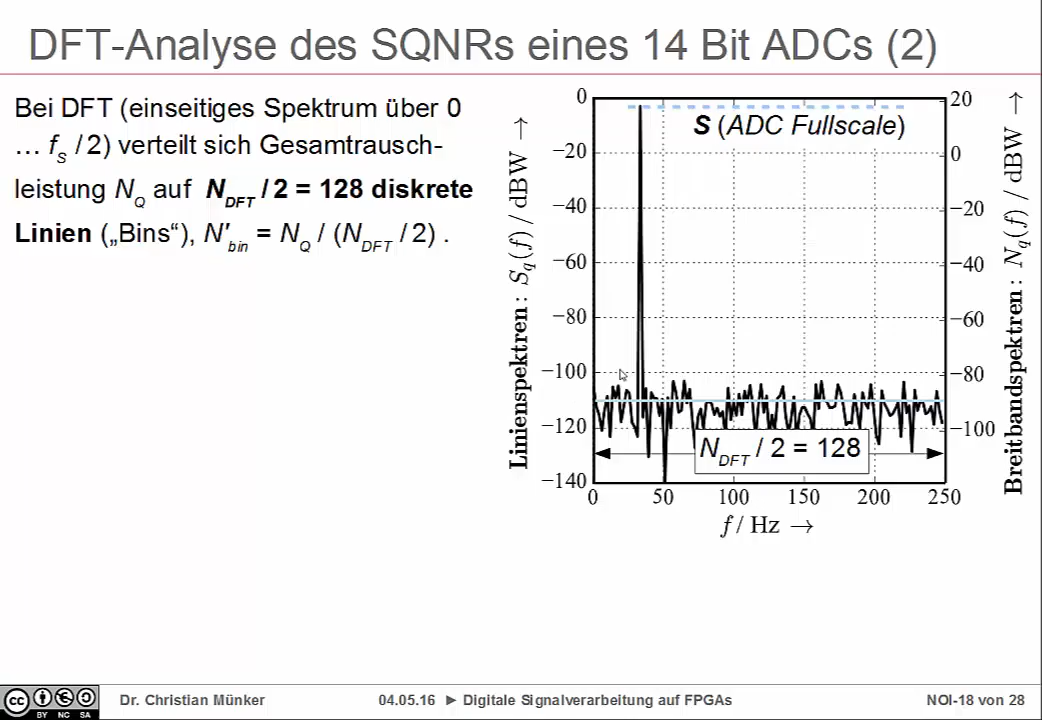 DFT-Analyse des SQNRs eines 14 Bit ADCs (2)
Bei DFT (einseitiges Spektrum über 0
… fS / 2) verteilt sich Gesamtrausch-
leistung NQ auf NDFT / 2 = 128 diskrete
Linien („Bins“), N'bin = NQ / (NDFT / 2) .
Linienspektren: Sq(f) / dBW →
0
−20
−40
−60
−80
−100
−120
−140
S (ADC Fullscale)
NDFT / 2 = 128
20
0
−20
−40
−60
−80
−100
Breitbandspektren: Nq(f) / dBW →
0 50 100 150 200 250
f / Hz →
cc BY NC SA
Dr. Christian Münker 04.05.16 ► Digitale Signalverarbeitung auf FPGAs NOI-18 von 28